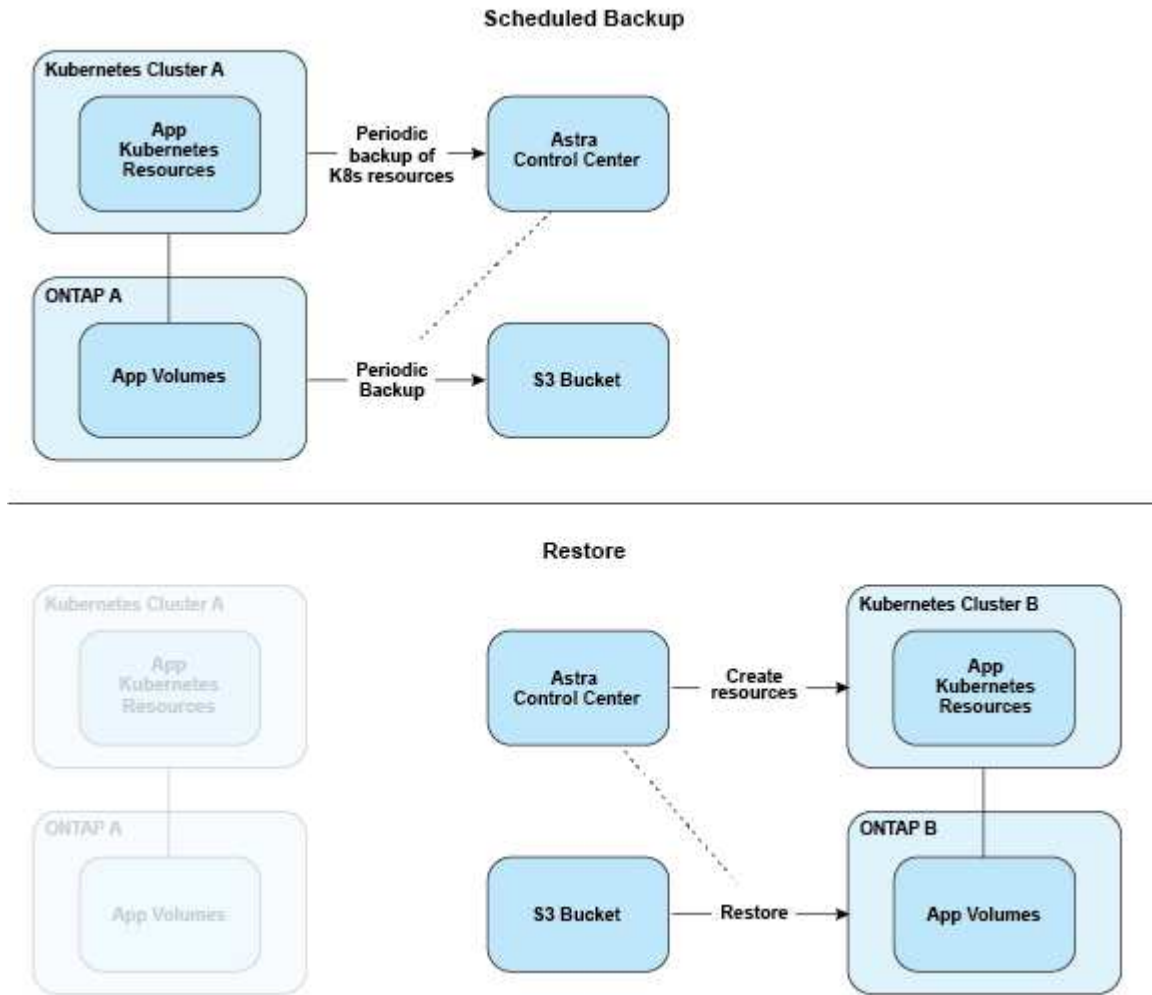 Scheduled Backup
Kubernetes Cluster A
App
Kubernetes
Resources
Periodic
backup of
K8s resources
Astra
Control Center
ONTAP A
App Volumes
Periodic
Backup
S3 Bucket
Restore
Kubernetes Cluster A
App
Kubernetes
Resources
Astra
Control Center
Create
resources
Kubernetes Cluster B
App
Kubernetes
Resources
ONTAP A
App Volumes
S3 Bucket
Restore
ONTAP B
App Volumes